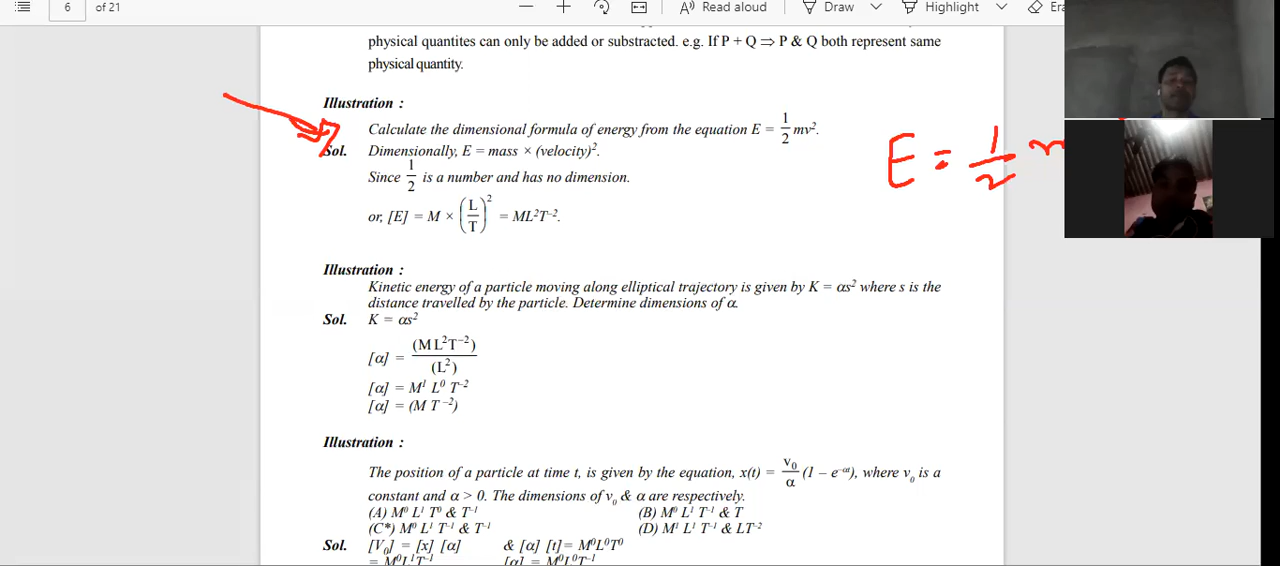 6 of 21 Read aloud Draw Highlight Era
physical quantites can only be added or substracted. e.g. If P + Q ⇒ P & Q both represent same
physical quantity.
Illustration :
Calculate the dimensional formula of energy from the equation E = 1/2 mv².
Sol. Dimensionally, E = mass × (velocity)².
Since 1/2 is a number and has no dimension.
or, [E] = M × (L/T)² = ML²T⁻².
E = 1/2 m
Illustration :
Kinetic energy of a particle moving along elliptical trajectory is given by K = αs² where s is the
distance travelled by the particle. Determine dimensions of α.
Sol. K = αs²
[α] = (ML²T⁻²)/(L²)
[α] = M¹ L⁰ T⁻²
[α] = (M T⁻²)
Illustration :
The position of a particle at time t, is given by the equation, x(t) = v₀/α (1 – e⁻ᵅᵗ), where v₀ is a
constant and α > 0. The dimensions of v₀ & α are respectively.
(A) M⁰ L¹ T⁰ & T⁻¹ (B) M⁰ L¹ T⁻¹ & T
(C*) M⁰ L¹ T⁻¹ & T⁻¹ (D) M¹ L¹ T⁻¹ & LT⁻²
Sol. [V₀] = [x] [α] & [α] [t] = M⁰L⁰T⁰
= M⁰L¹T⁻¹ [α] = M⁰L⁰T⁻¹